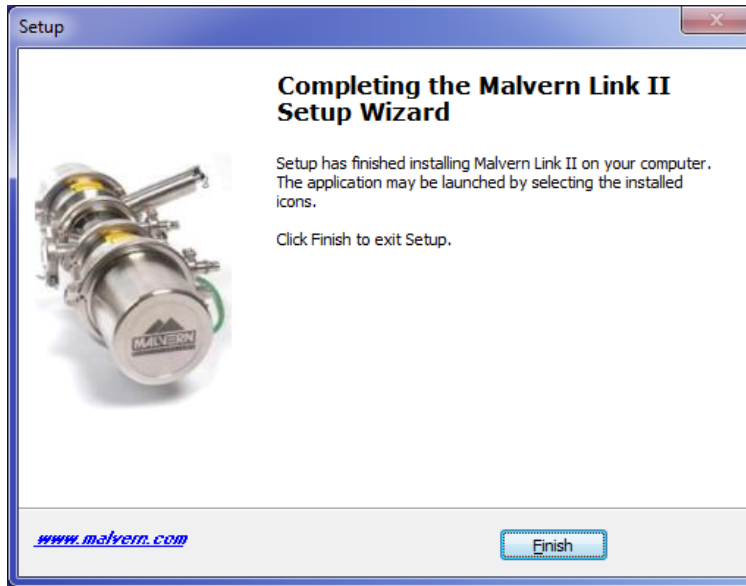 Setup
Completing the Malvern Link II
Setup Wizard
Setup has finished installing Malvern Link II on your computer.
The application may be launched by selecting the installed
icons.
Click Finish to exit Setup.
MALVERN
www.malvern.com
Finish